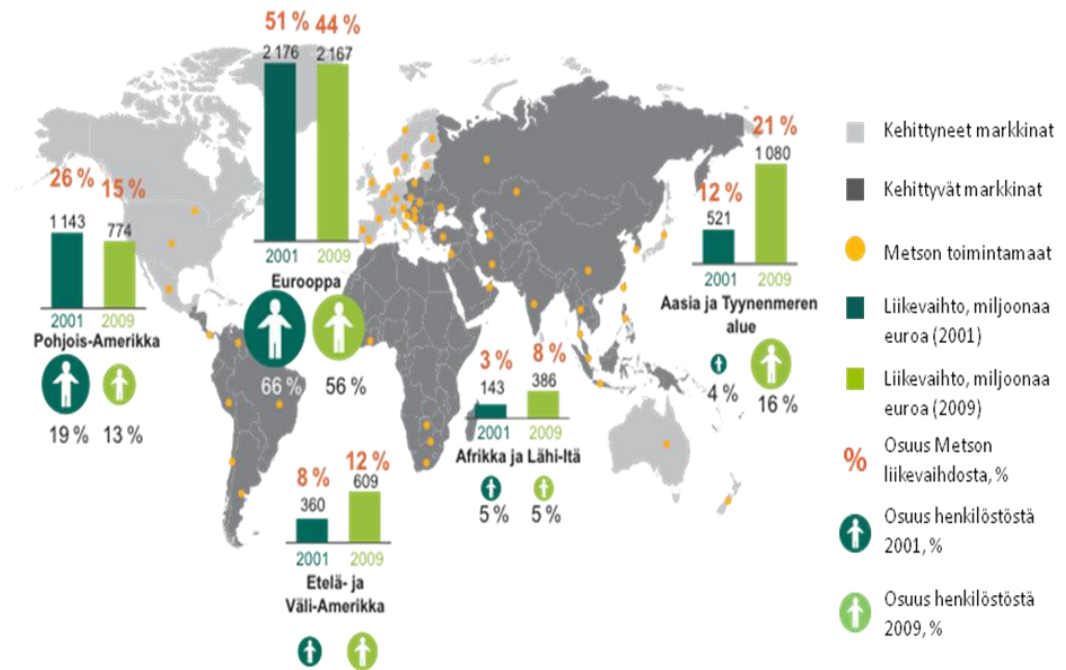 51 % 44 %
2 176 2 167
2001 2009
Eurooppa
66 % 56 %
26 % 15 %
1 143 774
2001 2009
Pohjois-Amerikka
19 % 13 %
21 %
12 % 1 080
521
2001 2009
Aasia ja Tyynenmeren
alue
4 % 16 %
3 % 8 %
143 386
2001 2009
Afrikka ja Lähi-Itä
5 % 5 %
8 % 12 %
360 609
2001 2009
Etelä- ja
Väli-Amerikka
Kehittyneet markkinat
Kehittyvät markkinat
Metson toimintamaat
Liikevaihto, miljoonaa
euroa (2001)
Liikevaihto, miljoonaa
euroa (2009)
% Osuus Metson
liikevaihdosta, %
Osuus henkilöstöstä
2001, %
Osuus henkilöstöstä
2009, %